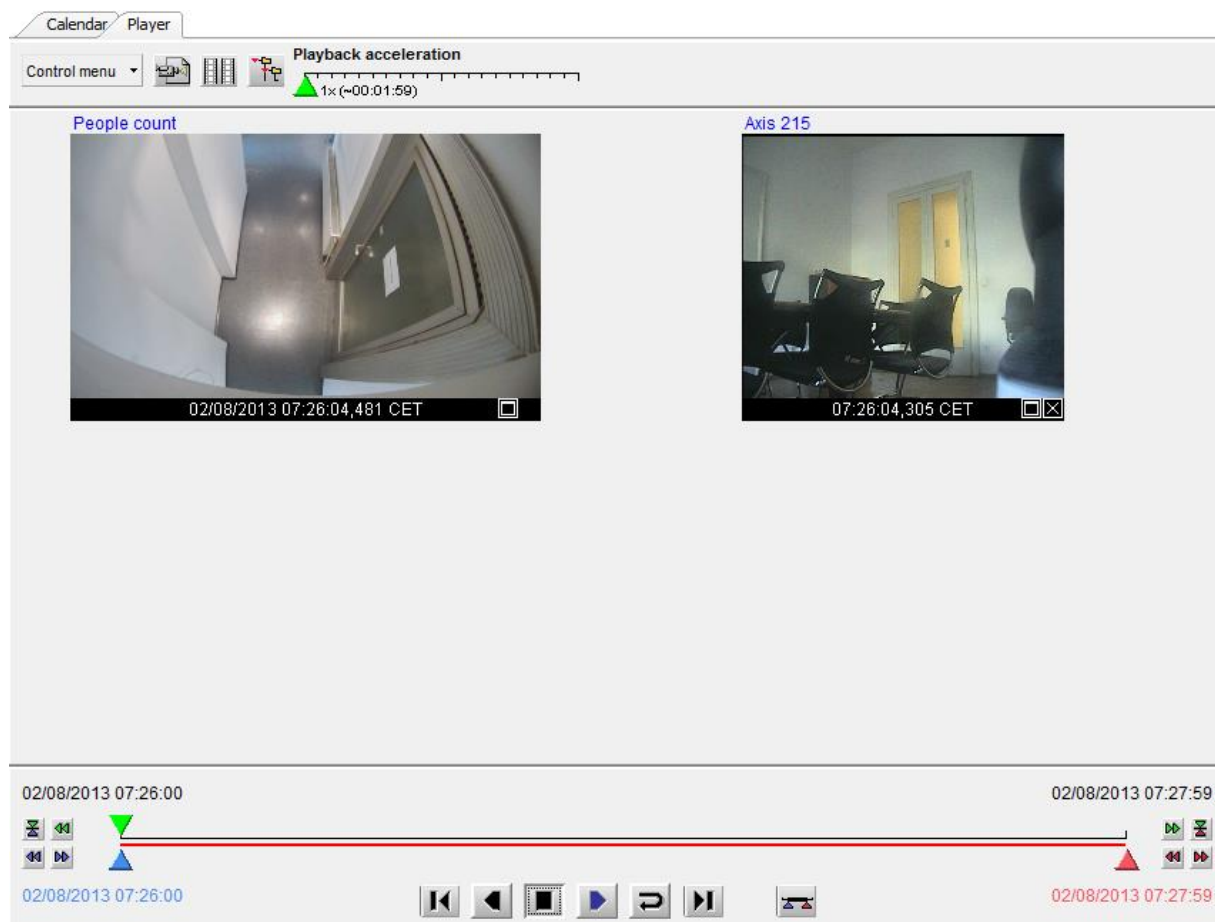 Calendar Player
Control menu
Playback acceleration
1x (~00:01:59)
People count
Axis 215
02/08/2013 07:26:04,481 CET
07:26:04,305 CET
02/08/2013 07:26:00
02/08/2013 07:27:59
02/08/2013 07:26:00
02/08/2013 07:27:59